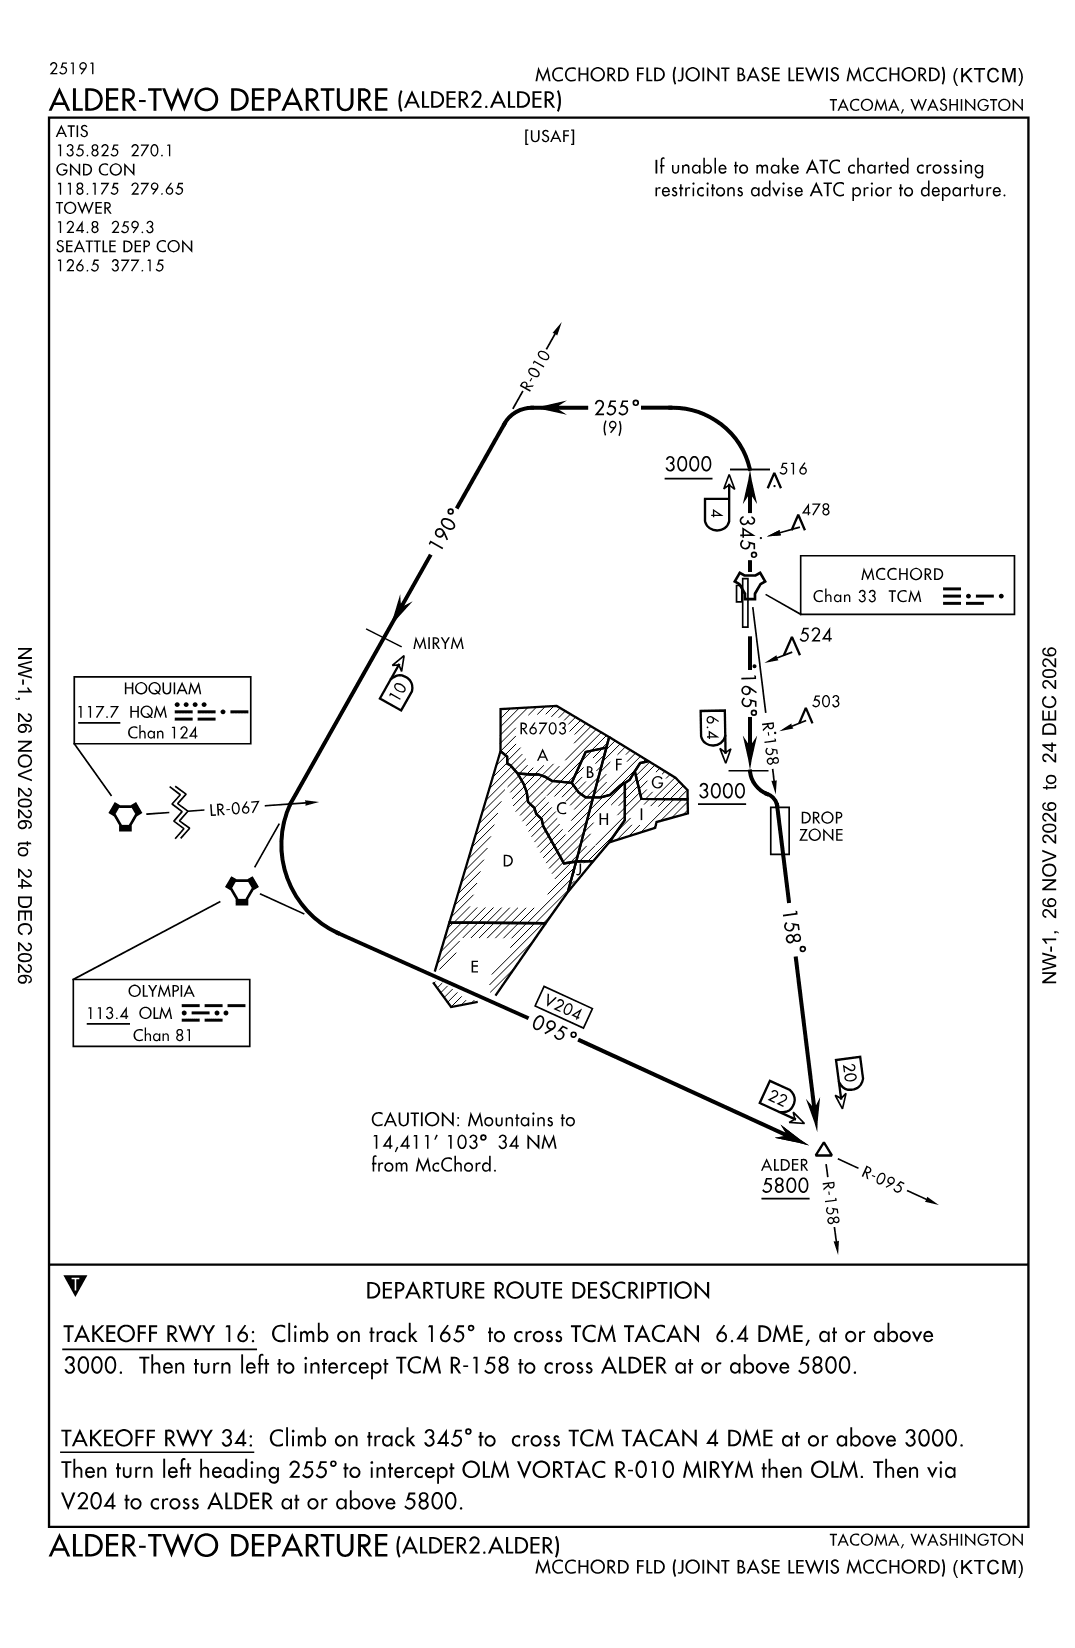 25191
MCCHORD FLD (JOINT BASE LEWIS MCCHORD) (KTCM)
ALDER-TWO DEPARTURE (ALDER2.ALDER)
TACOMA, WASHINGTON
ATIS
135.825 270.1
GND CON
118.175 279.65
TOWER
124.8 259.3
SEATTLE DEP CON
126.5 377.15
[USAF]
If unable to make ATC charted crossing
restricitons advise ATC prior to departure.
R-010
255°
(9)
3000
516
4
478
345°
190°
MCCHORD
Chan 33 TCM
MIRYM
10
524
165°
503
6.4
R-158
3000
HOQUIAM
117.7 HQM
Chan 124
LR-067
R6703
A
B
F
G
C
H
I
D
J
E
DROP
ZONE
158°
OLYMPIA
113.4 OLM
Chan 81
V204
095°
22
20
CAUTION: Mountains to
14,411' 103° 34 NM
from McChord.
ALDER
5800
R-095
R-158
NW-1, 26 NOV 2026 to 24 DEC 2026
NW-1, 26 NOV 2026 to 24 DEC 2026
T
DEPARTURE ROUTE DESCRIPTION
TAKEOFF RWY 16: Climb on track 165° to cross TCM TACAN 6.4 DME, at or above
3000. Then turn left to intercept TCM R-158 to cross ALDER at or above 5800.
TAKEOFF RWY 34: Climb on track 345° to cross TCM TACAN 4 DME at or above 3000.
Then turn left heading 255° to intercept OLM VORTAC R-010 MIRYM then OLM. Then via
V204 to cross ALDER at or above 5800.
ALDER-TWO DEPARTURE (ALDER2.ALDER)
TACOMA, WASHINGTON
MCCHORD FLD (JOINT BASE LEWIS MCCHORD) (KTCM)